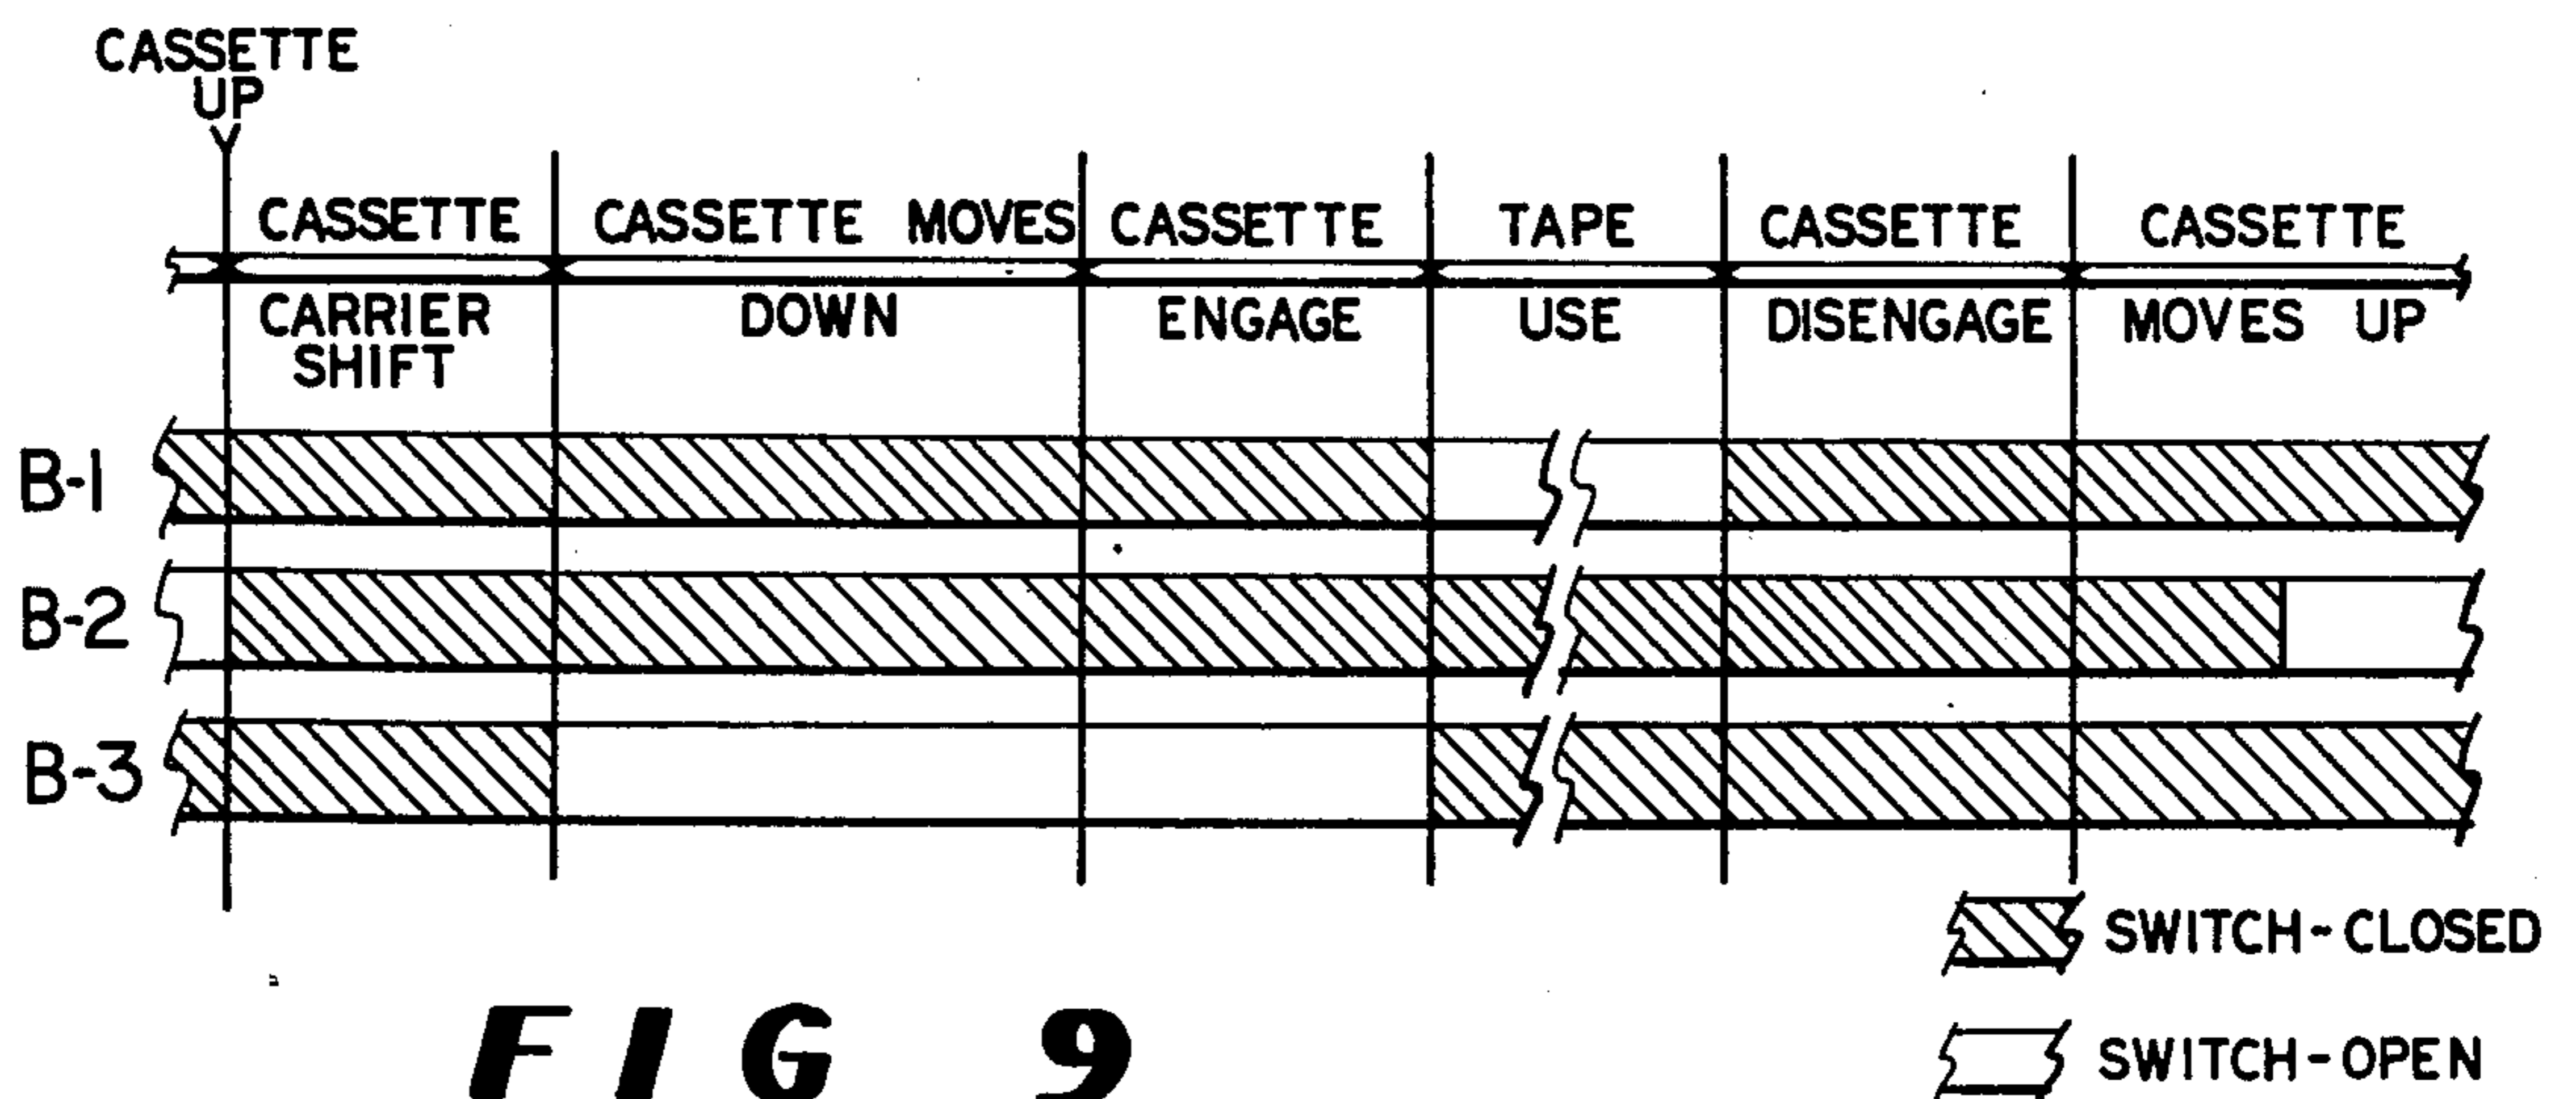 CASSETTE
UP
CASSETTE
CARRIER
SHIFT
CASSETTE MOVES
DOWN
CASSETTE
ENGAGE
TAPE
USE
CASSETTE
DISENGAGE
CASSETTE
MOVES UP
B-1
B-2
B-3
SWITCH-CLOSED
SWITCH-OPEN
FIG 9